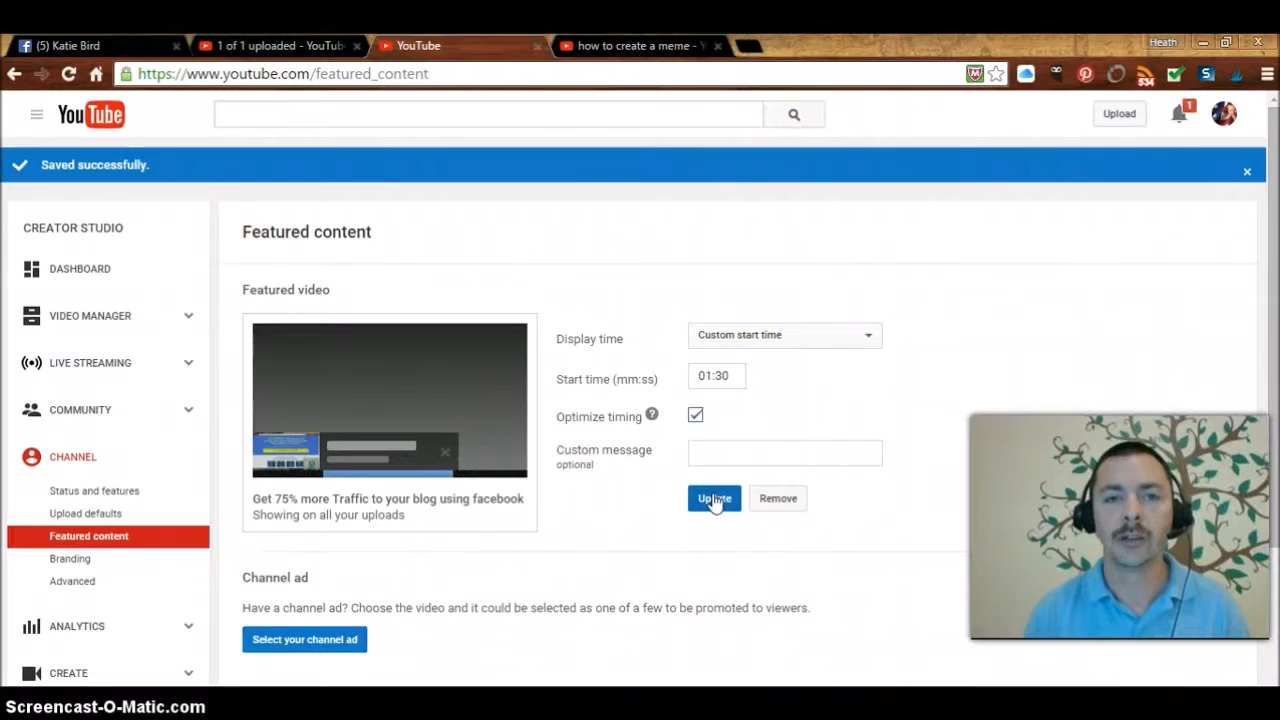 (5) Katie Bird
1 of 1 uploaded - YouTub
YouTube
how to create a meme - Y
Heath
https://www.youtube.com/featured_content
534
YouTube
Upload
1
Saved successfully.
CREATOR STUDIO
DASHBOARD
VIDEO MANAGER
LIVE STREAMING
COMMUNITY
CHANNEL
Status and features
Upload defaults
Featured content
Branding
Advanced
ANALYTICS
CREATE
Featured content
Featured video
Get 75% more Traffic to your blog using facebook
Showing on all your uploads
Display time
Custom start time
Start time (mm:ss)
01:30
Optimize timing ?
Custom message
optional
Update
Remove
Channel ad
Have a channel ad? Choose the video and it could be selected as one of a few to be promoted to viewers.
Select your channel ad
Screencast-O-Matic.com